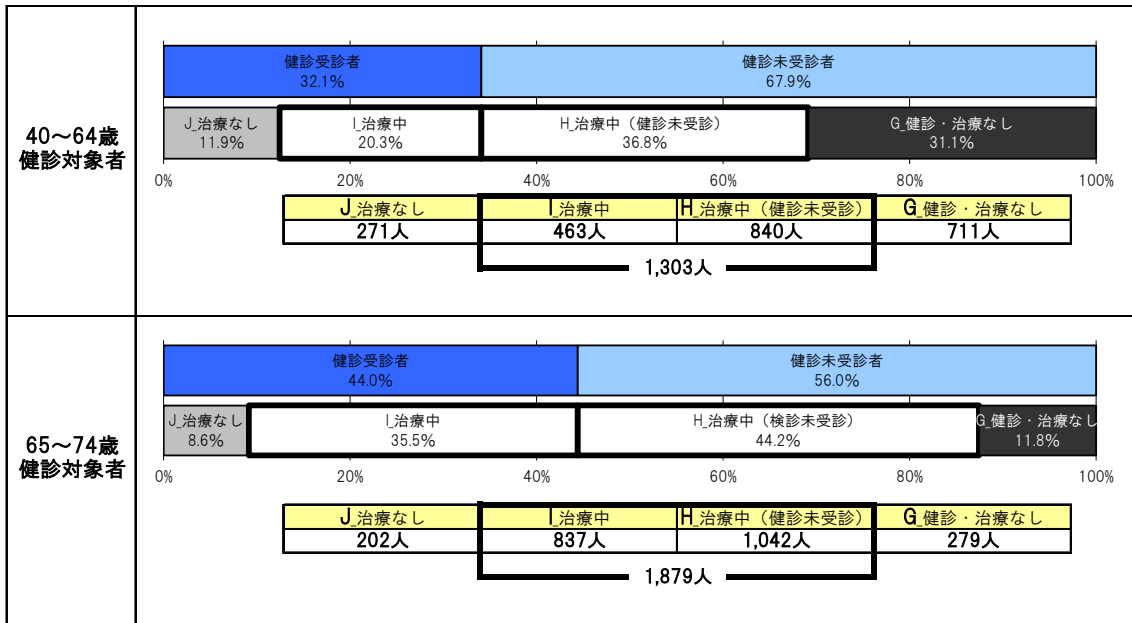 40～64歳
健診対象者
健診受診者
32.1%
健診未受診者
67.9%
J_治療なし
11.9%
I_治療中
20.3%
H_治療中（健診未受診）
36.8%
G_健診・治療なし
31.1%
0% 20% 40% 60% 80% 100%
J_治療なし I_治療中 H_治療中（健診未受診） G_健診・治療なし
271人 463人 840人 711人
1,303人
65～74歳
健診対象者
健診受診者
44.0%
健診未受診者
56.0%
J_治療なし
8.6%
I_治療中
35.5%
H_治療中（検診未受診）
44.2%
G_健診・治療なし
11.8%
0% 20% 40% 60% 80% 100%
J_治療なし I_治療中 H_治療中（健診未受診） G_健診・治療なし
202人 837人 1,042人 279人
1,879人